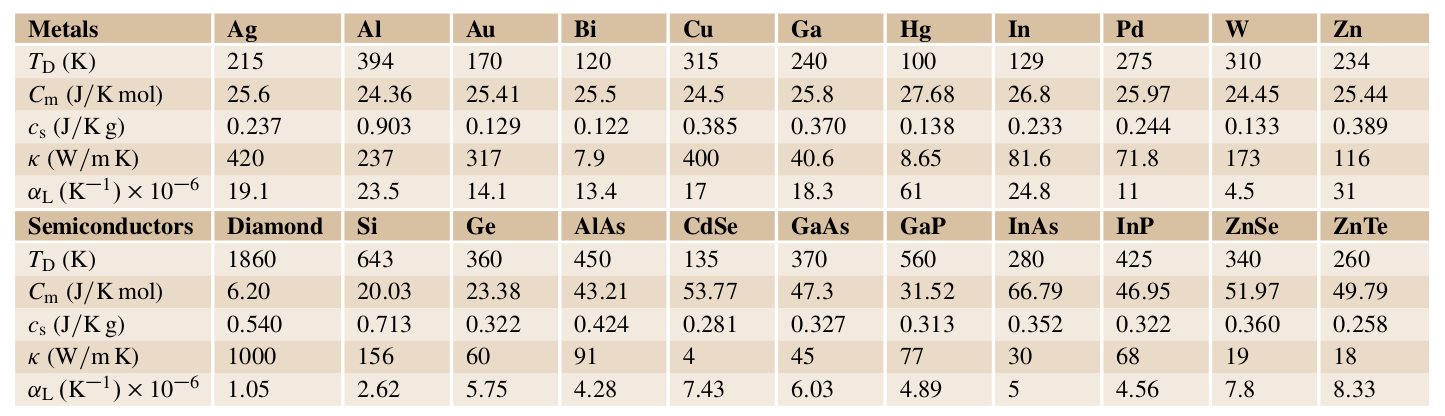 Metals Ag Al Au Bi Cu Ga Hg In Pd W Zn
T_D (K) 215 394 170 120 315 240 100 129 275 310 234
C_m (J/K mol) 25.6 24.36 25.41 25.5 24.5 25.8 27.68 26.8 25.97 24.45 25.44
c_s (J/K g) 0.237 0.903 0.129 0.122 0.385 0.370 0.138 0.233 0.244 0.133 0.389
κ (W/m K) 420 237 317 7.9 400 40.6 8.65 81.6 71.8 173 116
α_L (K⁻¹) × 10⁻⁶ 19.1 23.5 14.1 13.4 17 18.3 61 24.8 11 4.5 31
Semiconductors Diamond Si Ge AlAs CdSe GaAs GaP InAs InP ZnSe ZnTe
T_D (K) 1860 643 360 450 135 370 560 280 425 340 260
C_m (J/K mol) 6.20 20.03 23.38 43.21 53.77 47.3 31.52 66.79 46.95 51.97 49.79
c_s (J/K g) 0.540 0.713 0.322 0.424 0.281 0.327 0.313 0.352 0.322 0.360 0.258
κ (W/m K) 1000 156 60 91 4 45 77 30 68 19 18
α_L (K⁻¹) × 10⁻⁶ 1.05 2.62 5.75 4.28 7.43 6.03 4.89 5 4.56 7.8 8.33